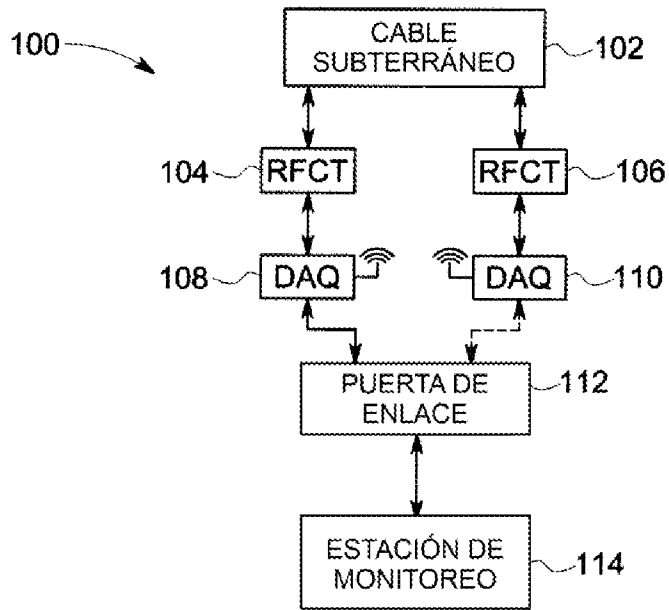 100
CABLE
SUBTERRÁNEO
102
104
RFCT
RFCT
106
108
DAQ
DAQ
110
PUERTA DE
ENLACE
112
ESTACIÓN DE
MONITOREO
114